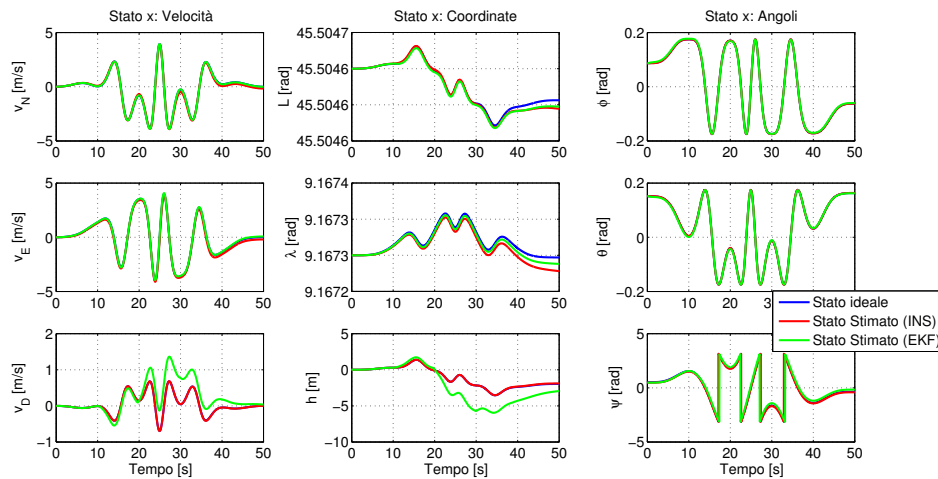 Stato x: Velocità
Stato x: Coordinate
Stato x: Angoli
v_N [m/s]
5
0
−5
0 10 20 30 40 50
L [rad]
45.5047
45.5046
45.5046
45.5046
0 10 20 30 40 50
ϕ [rad]
0.2
0
−0.2
0 10 20 30 40 50
v_E [m/s]
5
0
−5
0 10 20 30 40 50
λ [rad]
9.1674
9.1673
9.1673
9.1672
0 10 20 30 40 50
θ [rad]
0.2
0
−0.2
0 10 20 30 40 50
Stato ideale
Stato Stimato (INS)
Stato Stimato (EKF)
v_D [m/s]
2
1
0
−1
0 10 20 30 40 50
Tempo [s]
h [m]
5
0
−5
−10
0 10 20 30 40 50
Tempo [s]
ψ [rad]
5
0
−5
0 10 20 30 40 50
Tempo [s]